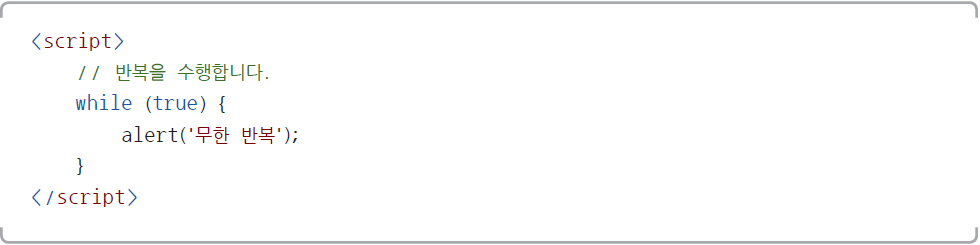 <script>
// 반복을 수행합니다.
while (true) {
alert('무한 반복');
}
</script>